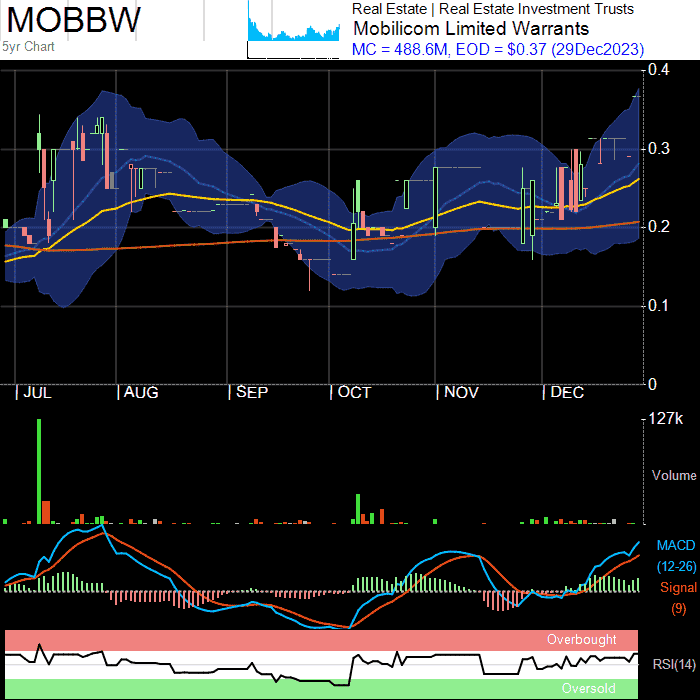 MOBBW
5yr Chart
Real Estate | Real Estate Investment Trusts
Mobilicom Limited Warrants
MC = 488.6M, EOD = $0.37 (29Dec2023)
0.4
0.3
0.2
0.1
0
JUL AUG SEP OCT NOV DEC
127k
Volume
MACD
(12-26)
Signal
(9)
Overbought
RSI(14)
Oversold